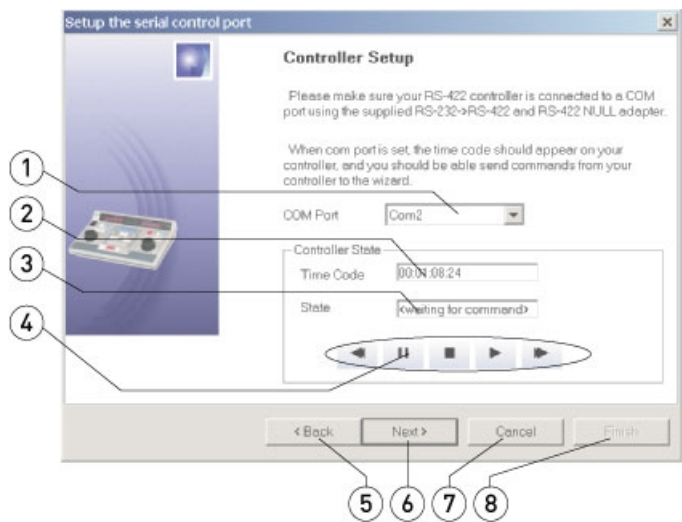 Setup the serial control port
Controller Setup
Please make sure your RS-422 controller is connected to a COM
port using the supplied RS-232->RS-422 and RS-422 NULL adapter.
When com port is set, the time code should appear on your
controller, and you should be able send commands from your
controller to the wizard.
1
COM Port
Com2
2
Controller State
Time Code
00:01:08:24
3
State
<waiting for command>
4
< Back
Next >
Cancel
Finish
5
6
7
8